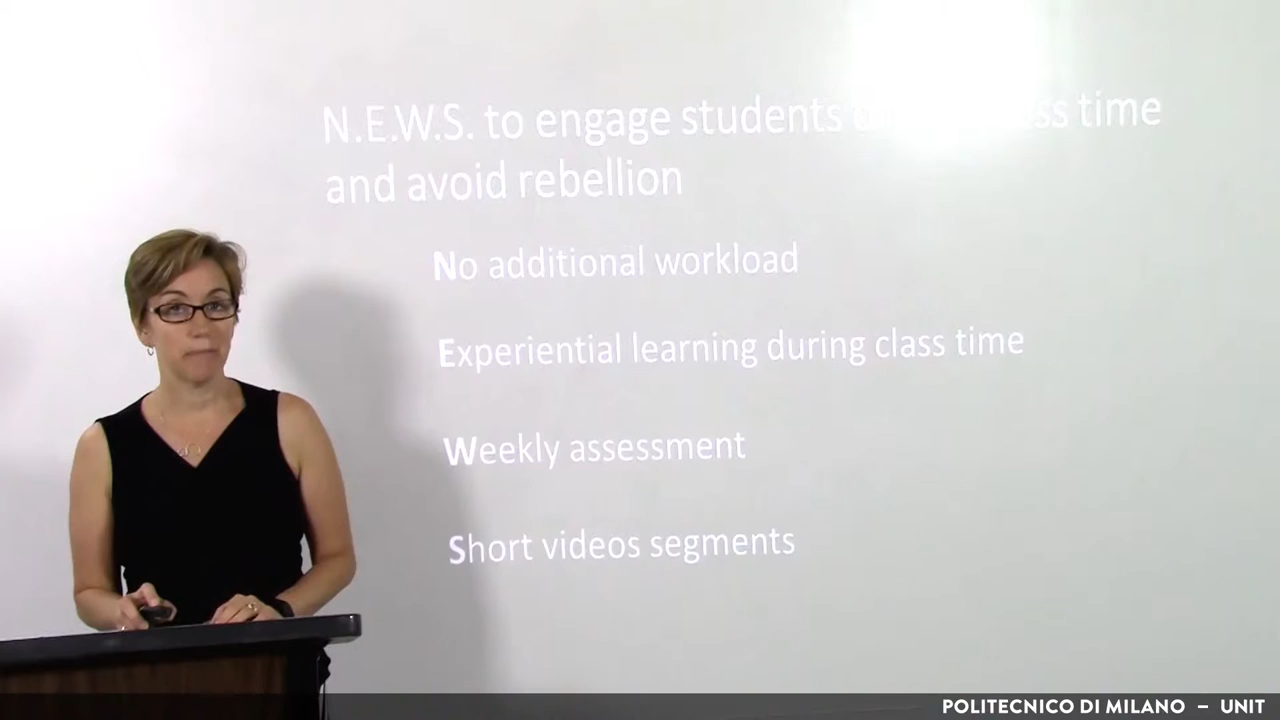 N.E.W.S. to engage students time
and avoid rebellion
No additional workload
Experiential learning during class time
Weekly assessment
Short videos segments
POLITECNICO DI MILANO – UNIT